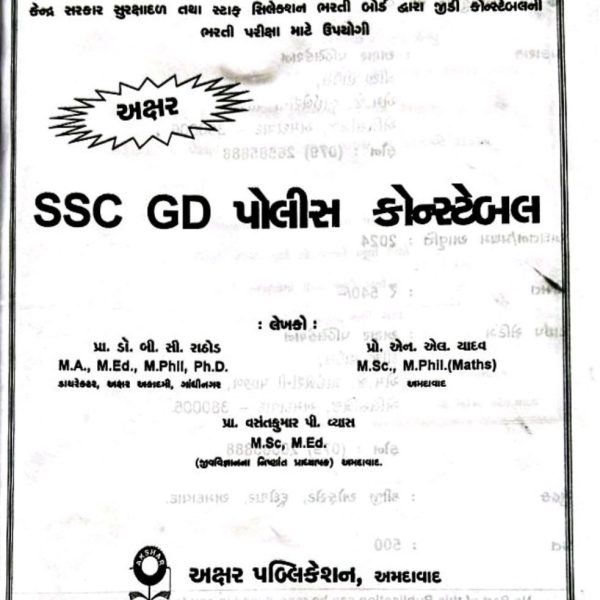 કેન્દ્ર સરકાર સુરક્ષાદળ તથા સ્ટાફ સિલેક્શન ભરતી બોર્ડ દ્વારા જીડી કોન્સ્ટેબલની
ભરતી પરીક્ષા માટે ઉપયોગી
અક્ષર
SSC GD પોલીસ કોન્સ્ટેબલ
: લેખકો :
પ્રા. ડૉ. બી. સી. રાઠોડ
M.A., M.Ed., M.Phil, Ph.D.
ડાયરેક્ટર, અક્ષર અકાદમી, ગાંધીનગર
પ્રો. એન. એલ. યાદવ
M.Sc., M.Phil.(Maths)
અમદાવાદ
પ્રા. વસંતકુમાર પી. વ્યાસ
M.Sc, M.Ed.
(જીવવિજ્ઞાનના નિષ્ણાંત પ્રાધ્યાપક) અમદાવાદ.
AKSHAR
અક્ષર પબ્લિકેશન, અમદાવાદ